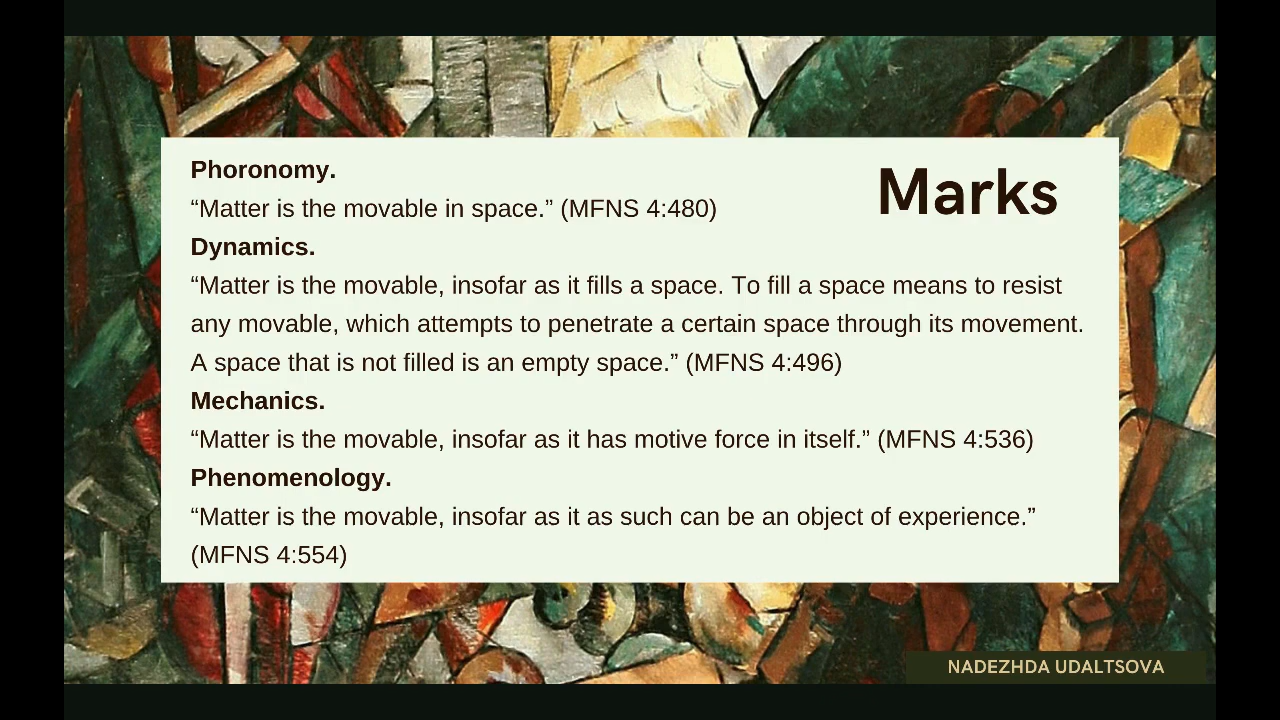 Phoronomy.
Marks
“Matter is the movable in space.” (MFNS 4:480)
Dynamics.
“Matter is the movable, insofar as it fills a space. To fill a space means to resist
any movable, which attempts to penetrate a certain space through its movement.
A space that is not filled is an empty space.” (MFNS 4:496)
Mechanics.
“Matter is the movable, insofar as it has motive force in itself.” (MFNS 4:536)
Phenomenology.
“Matter is the movable, insofar as it as such can be an object of experience.”
(MFNS 4:554)
NADEZHDA UDALTSOVA